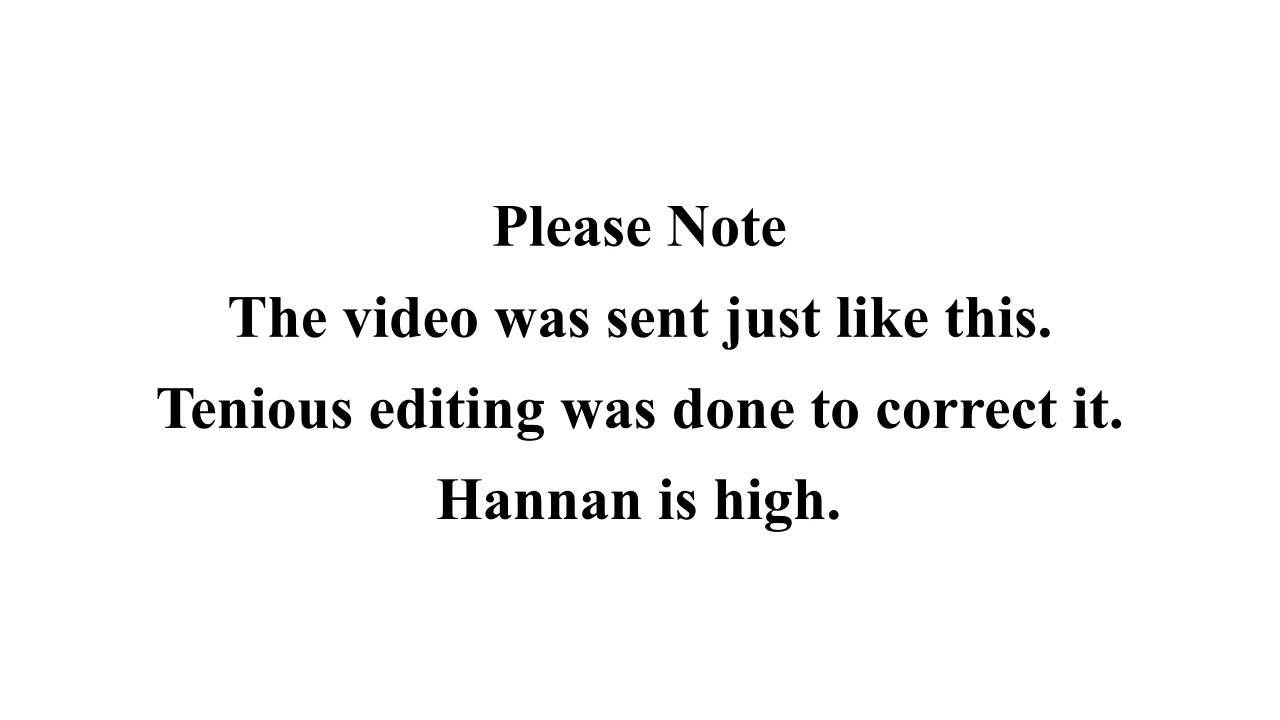 Please Note
The video was sent just like this.
Tenious editing was done to correct it.
Hannan is high.